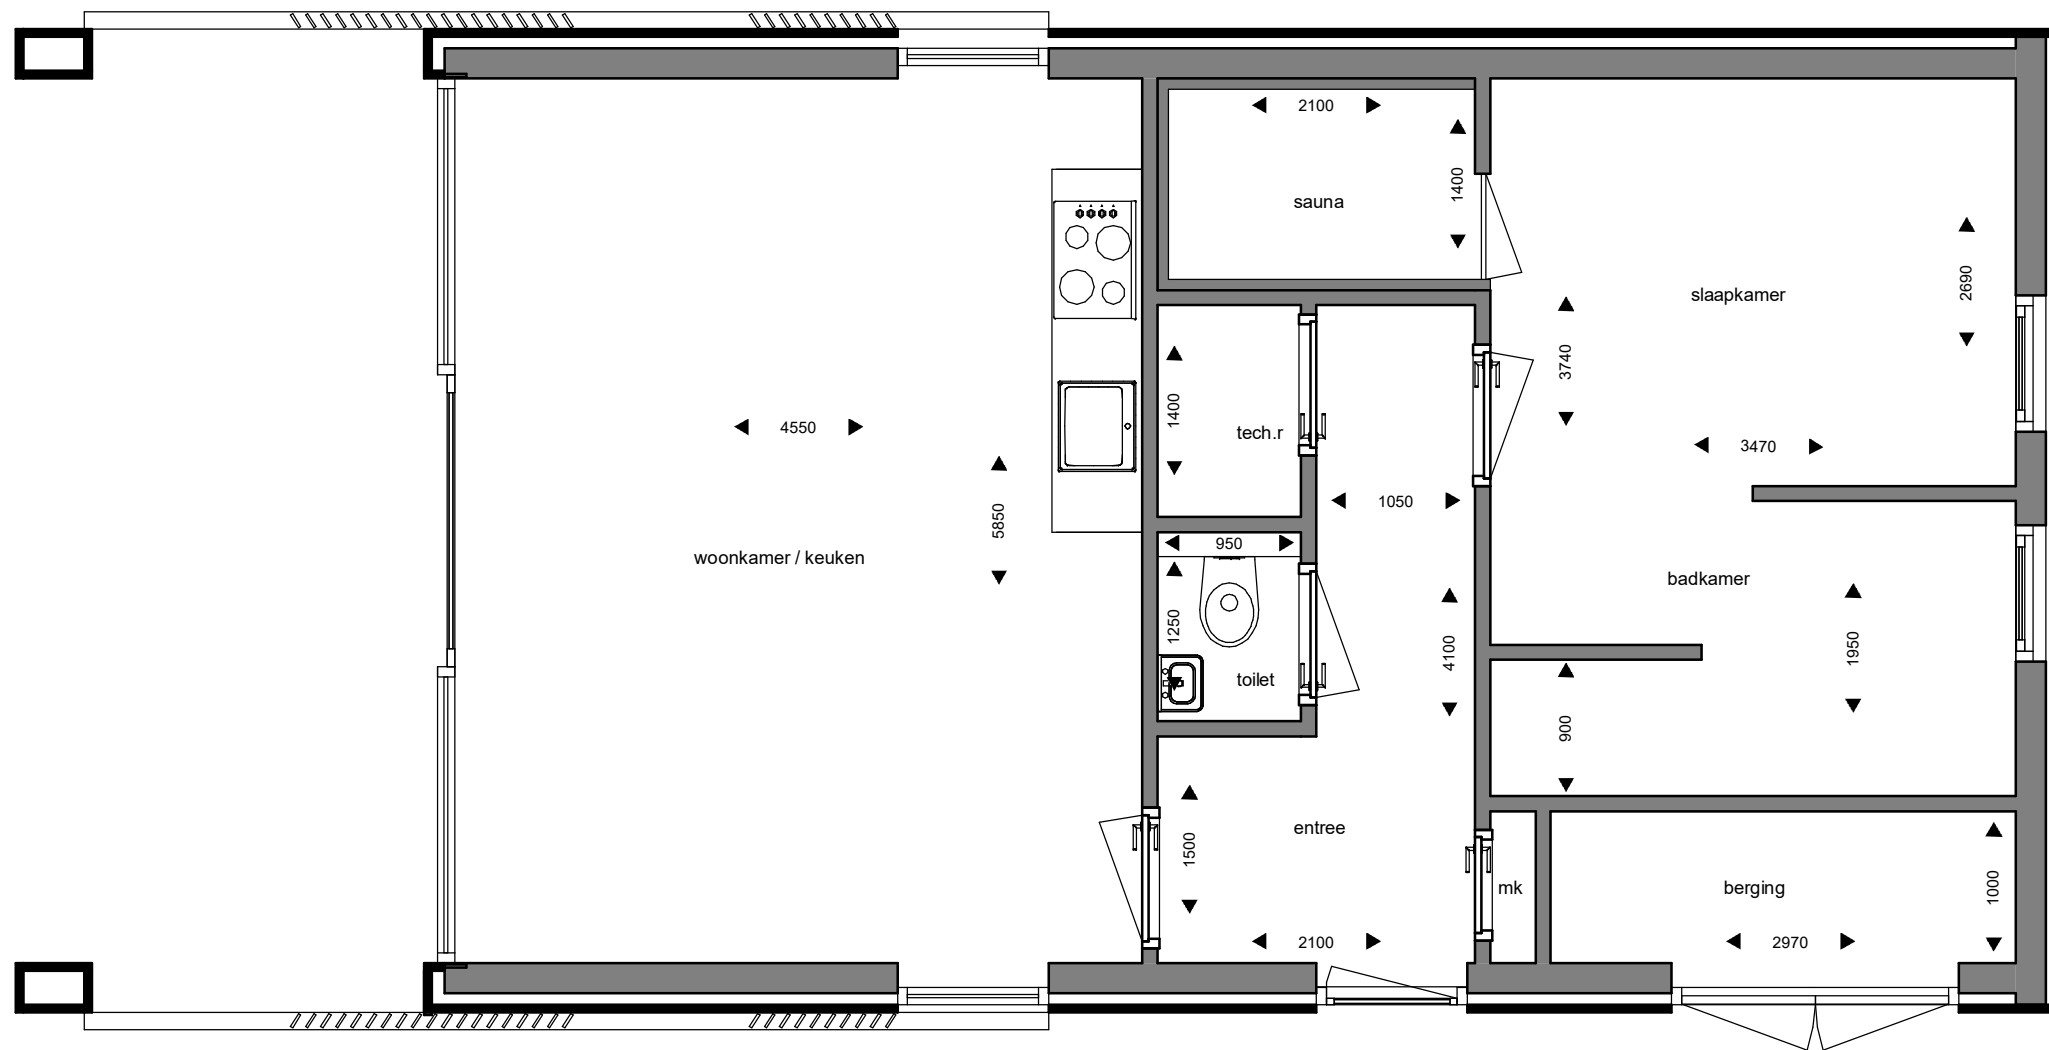 2100
1400
sauna
2690
slaapkamer
3740
1400
4550
tech.r
3470
1050
5850
950
woonkamer / keuken
badkamer
1250
4100
1950
toilet
900
entree
1500
mk
berging
1000
2100
2970